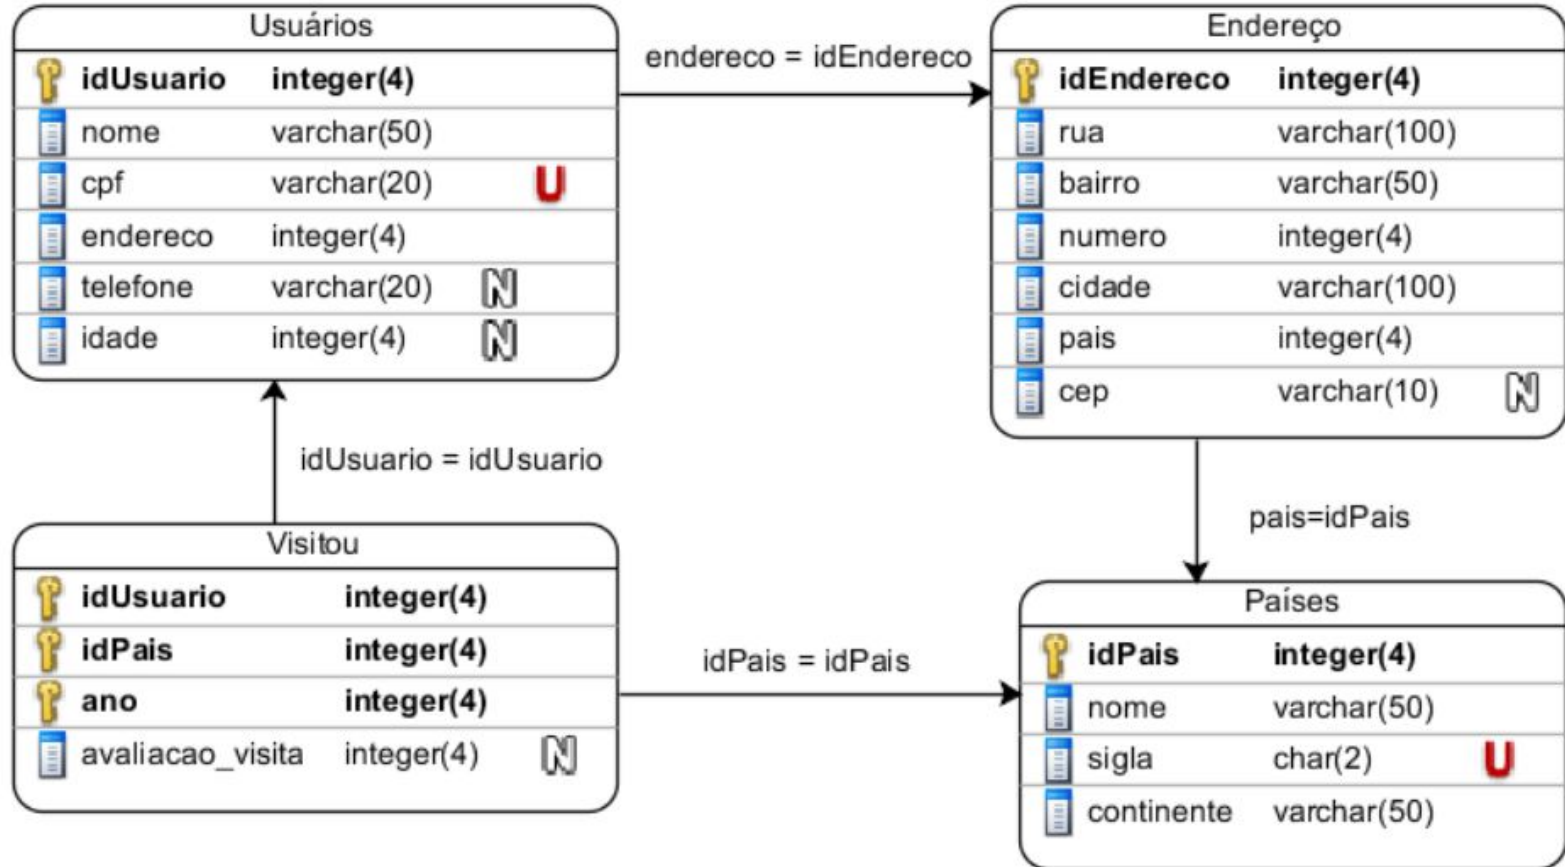 Usuários
idUsuario integer(4)
nome varchar(50)
cpf varchar(20) U
endereco integer(4)
telefone varchar(20) N
idade integer(4) N
endereco = idEndereco
Endereço
idEndereco integer(4)
rua varchar(100)
bairro varchar(50)
numero integer(4)
cidade varchar(100)
pais integer(4)
cep varchar(10) N
idUsuario = idUsuario
pais=idPais
Visitou
idUsuario integer(4)
idPais integer(4)
ano integer(4)
avaliacao_visita integer(4) N
idPais = idPais
Países
idPais integer(4)
nome varchar(50)
sigla char(2) U
continente varchar(50)